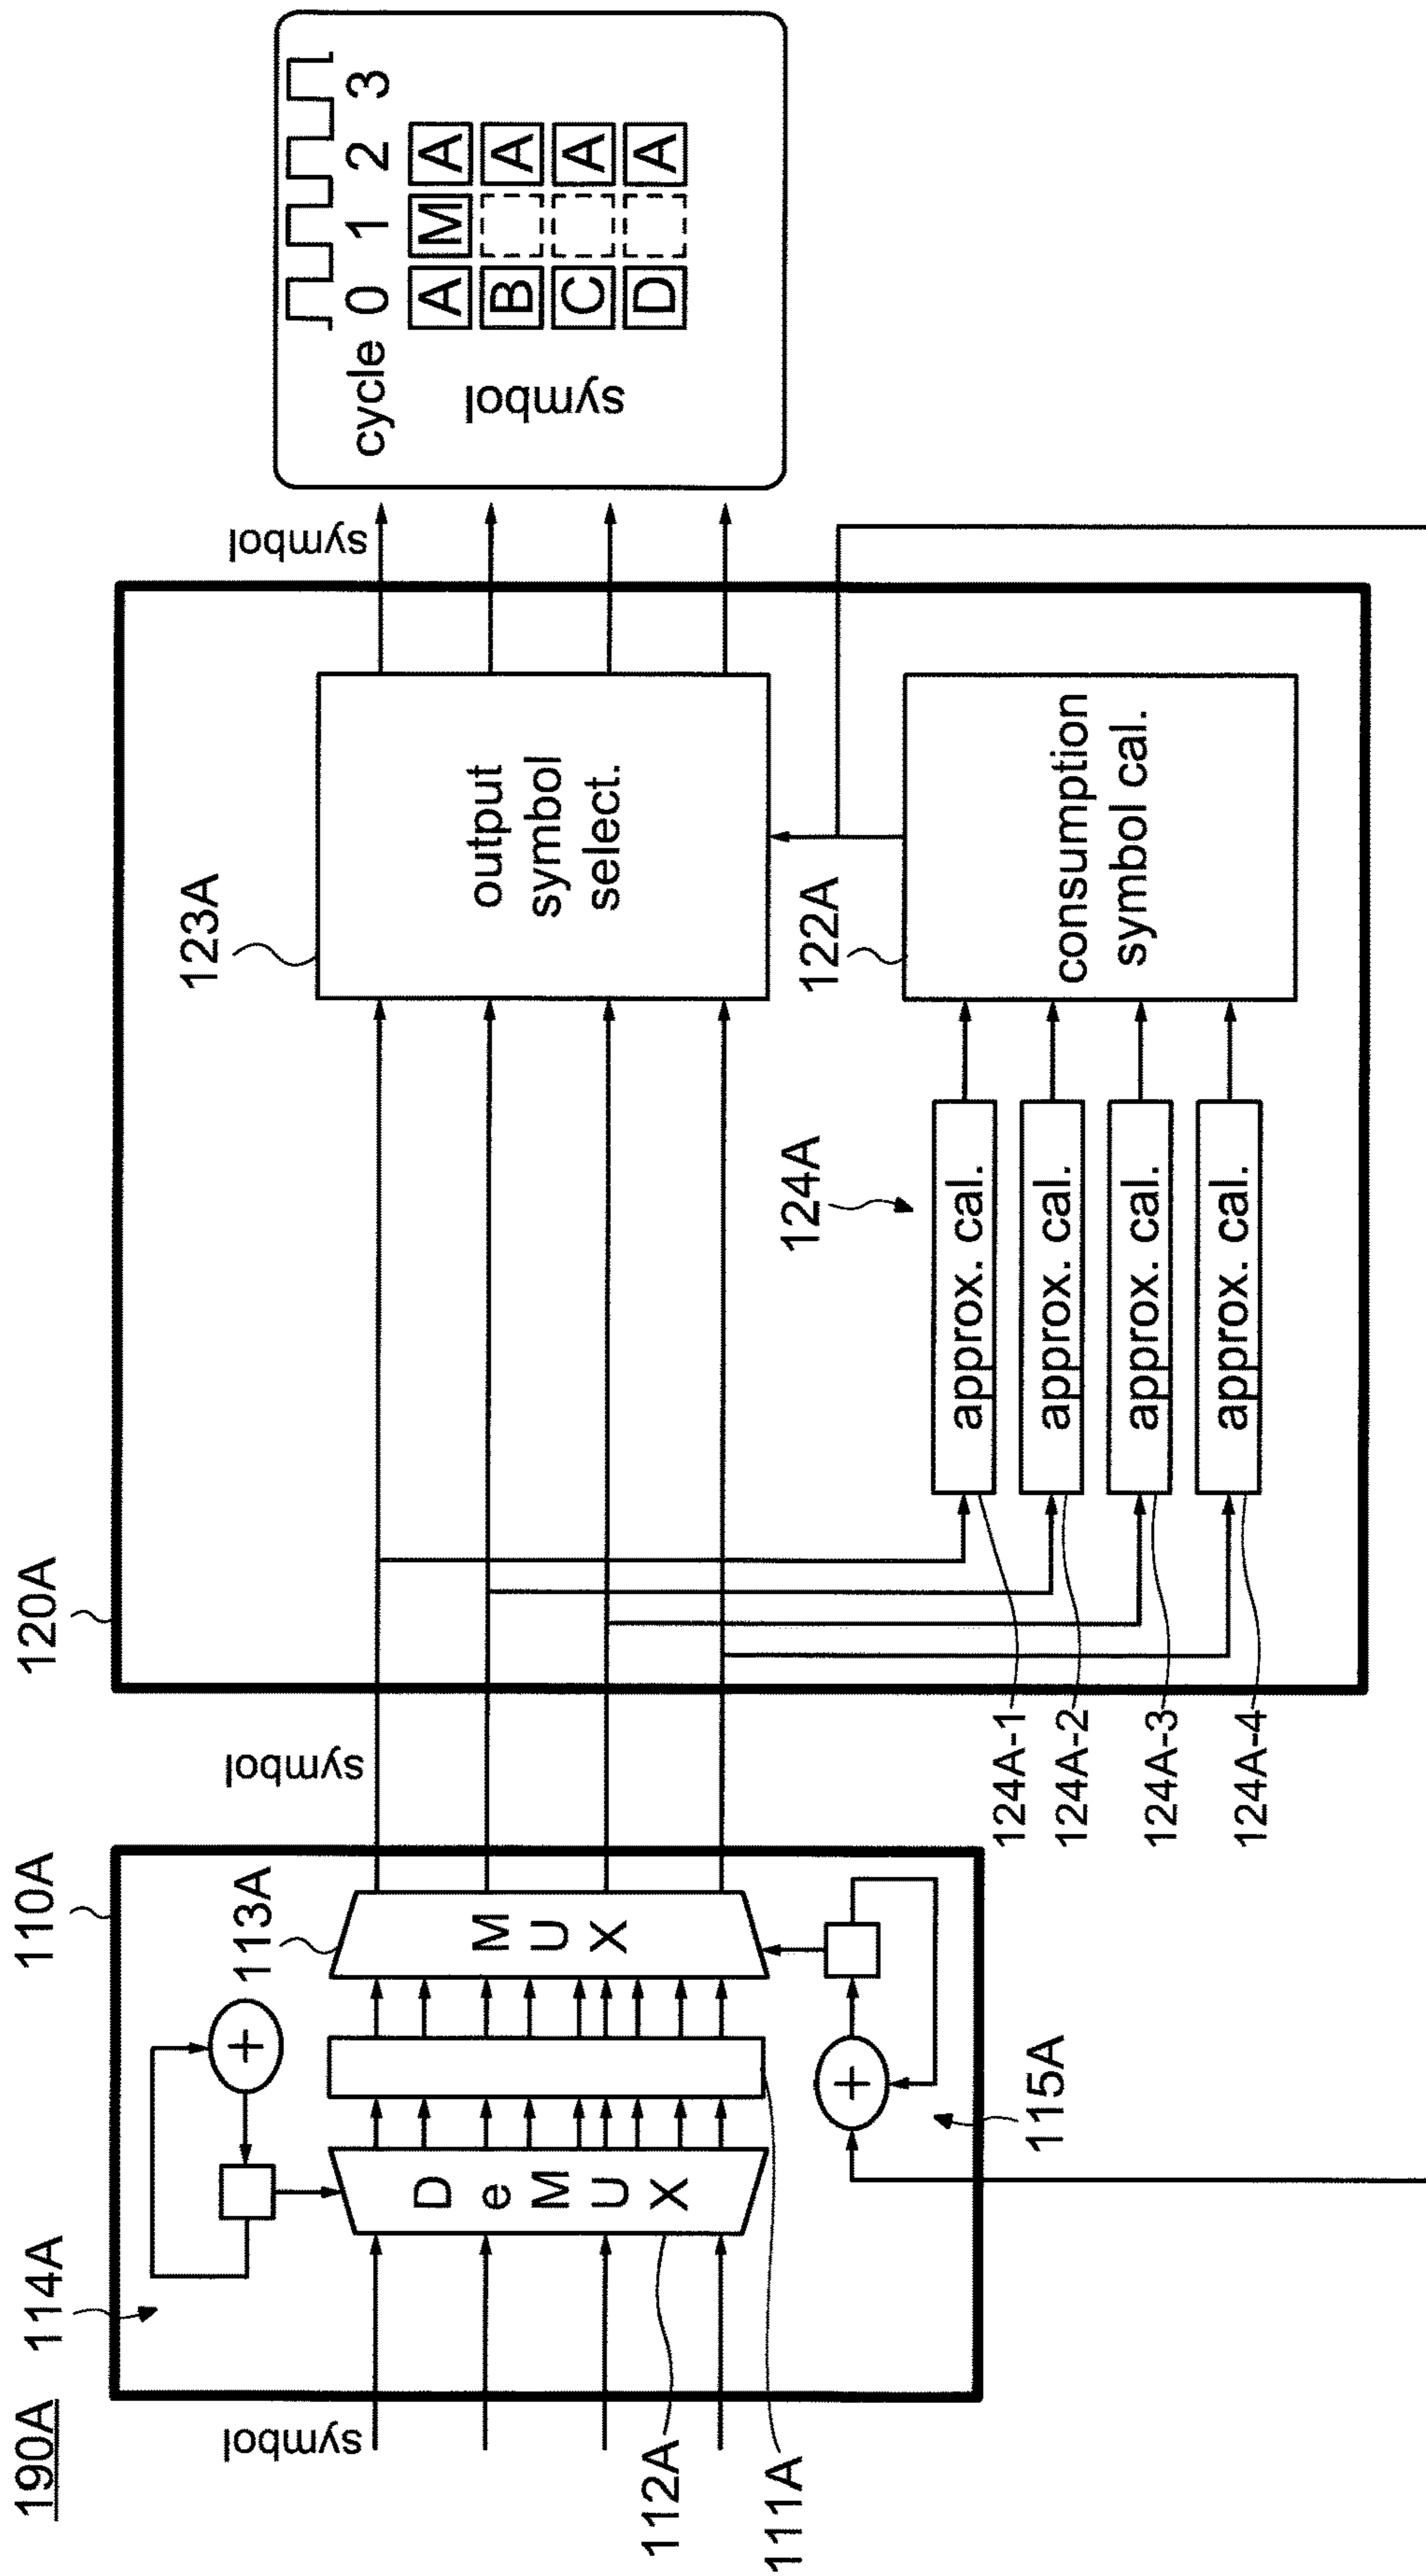 190A
114A
110A
120A
symbol
112A
111A
D e M U X
+
113A
M U X
+
115A
symbol
123A
output
symbol
select.
122A
consumption
symbol cal.
124A
approx. cal.
approx. cal.
approx. cal.
approx. cal.
124A-1
124A-2
124A-3
124A-4
symbol
cycle 0 1 2 3
symbol
A M A
B A
C A
D A